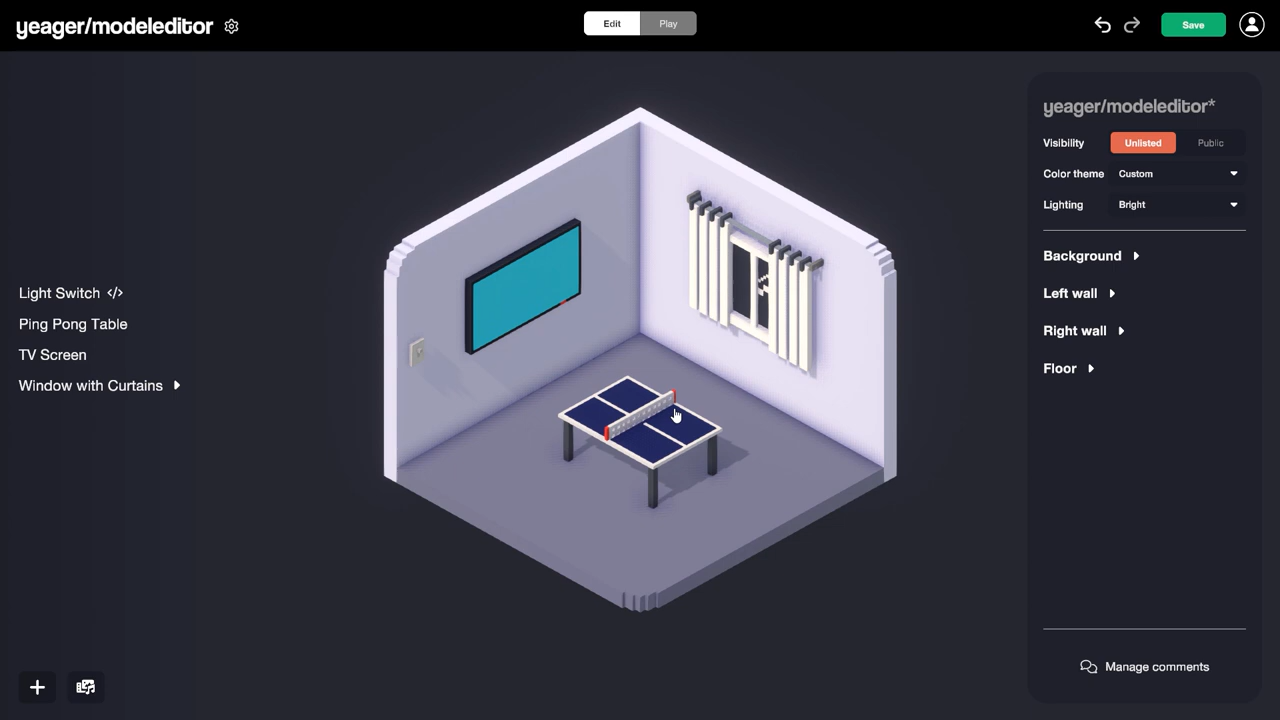 yeager/modeleditor
Edit
Play
Save
Light Switch </>
Ping Pong Table
TV Screen
Window with Curtains
yeager/modeleditor*
Visibility
Unlisted
Public
Color theme
Custom
Lighting
Bright
Background
Left wall
Right wall
Floor
Manage comments